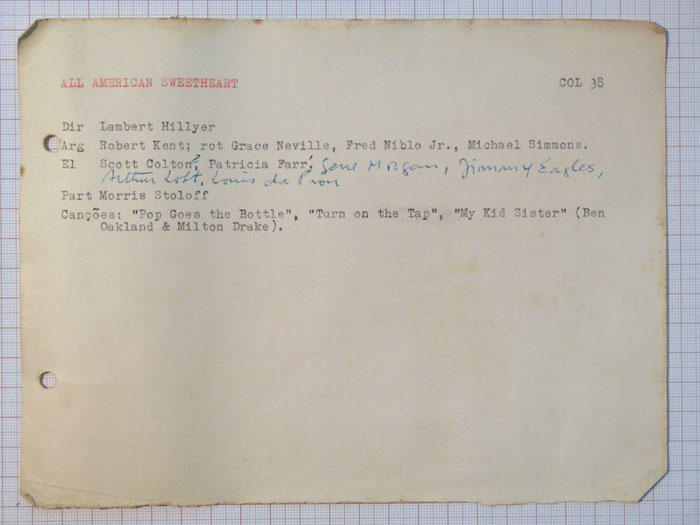 ALL AMERICAN SWEETHEART COL 38
Dir Lambert Hillyer
Arg Robert Kent; rot Grace Neville, Fred Niblo Jr., Michael Simmons.
El Scott Colton, Patricia Farr, Gene Morgan, Jimmy Eagles,
Arthur Loft, Louis da Pron
Part Morris Stoloff
Canções: "Pop Goes the Bottle", "Turn on the Tap", "My Kid Sister" (Ben
Oakland & Milton Drake).